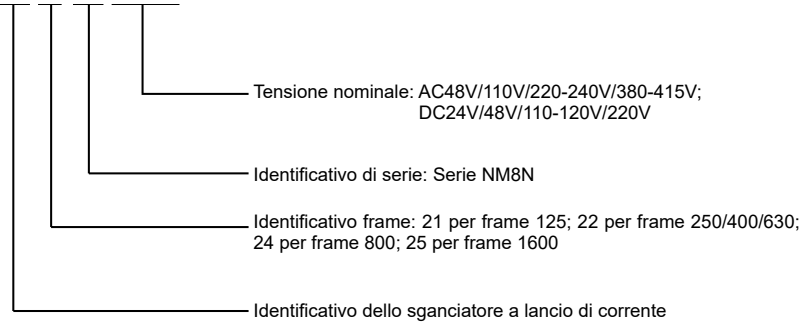 Tensione nominale: AC48V/110V/220-240V/380-415V;
DC24V/48V/110-120V/220V
Identificativo di serie: Serie NM8N
Identificativo frame: 21 per frame 125; 22 per frame 250/400/630;
24 per frame 800; 25 per frame 1600
Identificativo dello sganciatore a lancio di corrente